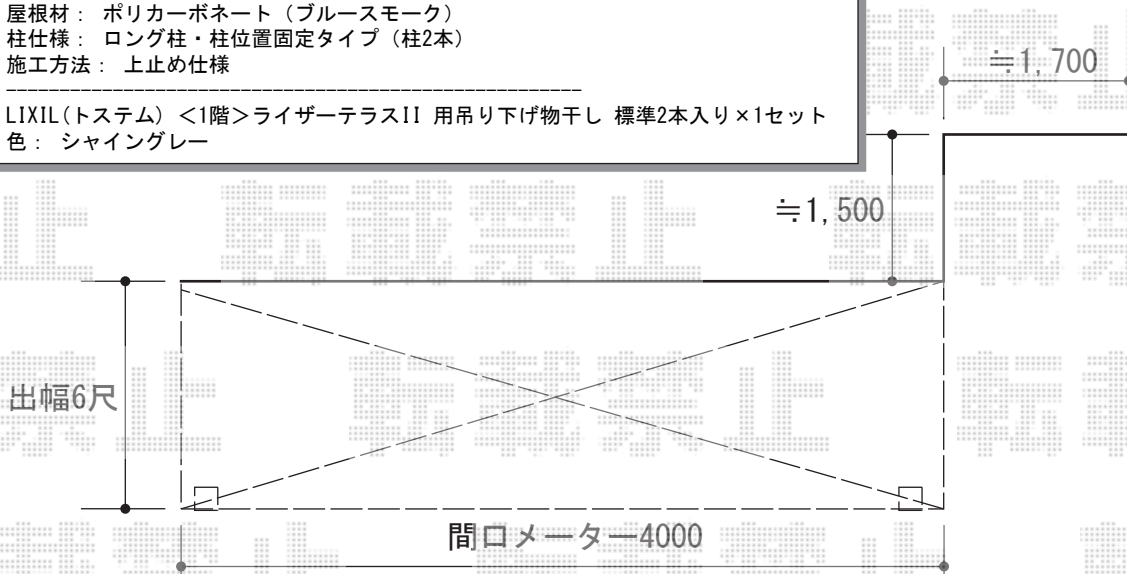 屋根材： ポリカーボネート（ブルースモーク）
柱仕様： ロング柱・柱位置固定タイプ（柱2本）
施工方法： 上止め仕様
------------------------------------------------------
LIXIL(トステム) ＜1階＞ライザーテラスII 用吊り下げ物干し 標準2本入り×1セット
色： シャイングレー
≒1,700
≒1,500
出幅6尺
間口メーター4000
転載禁止